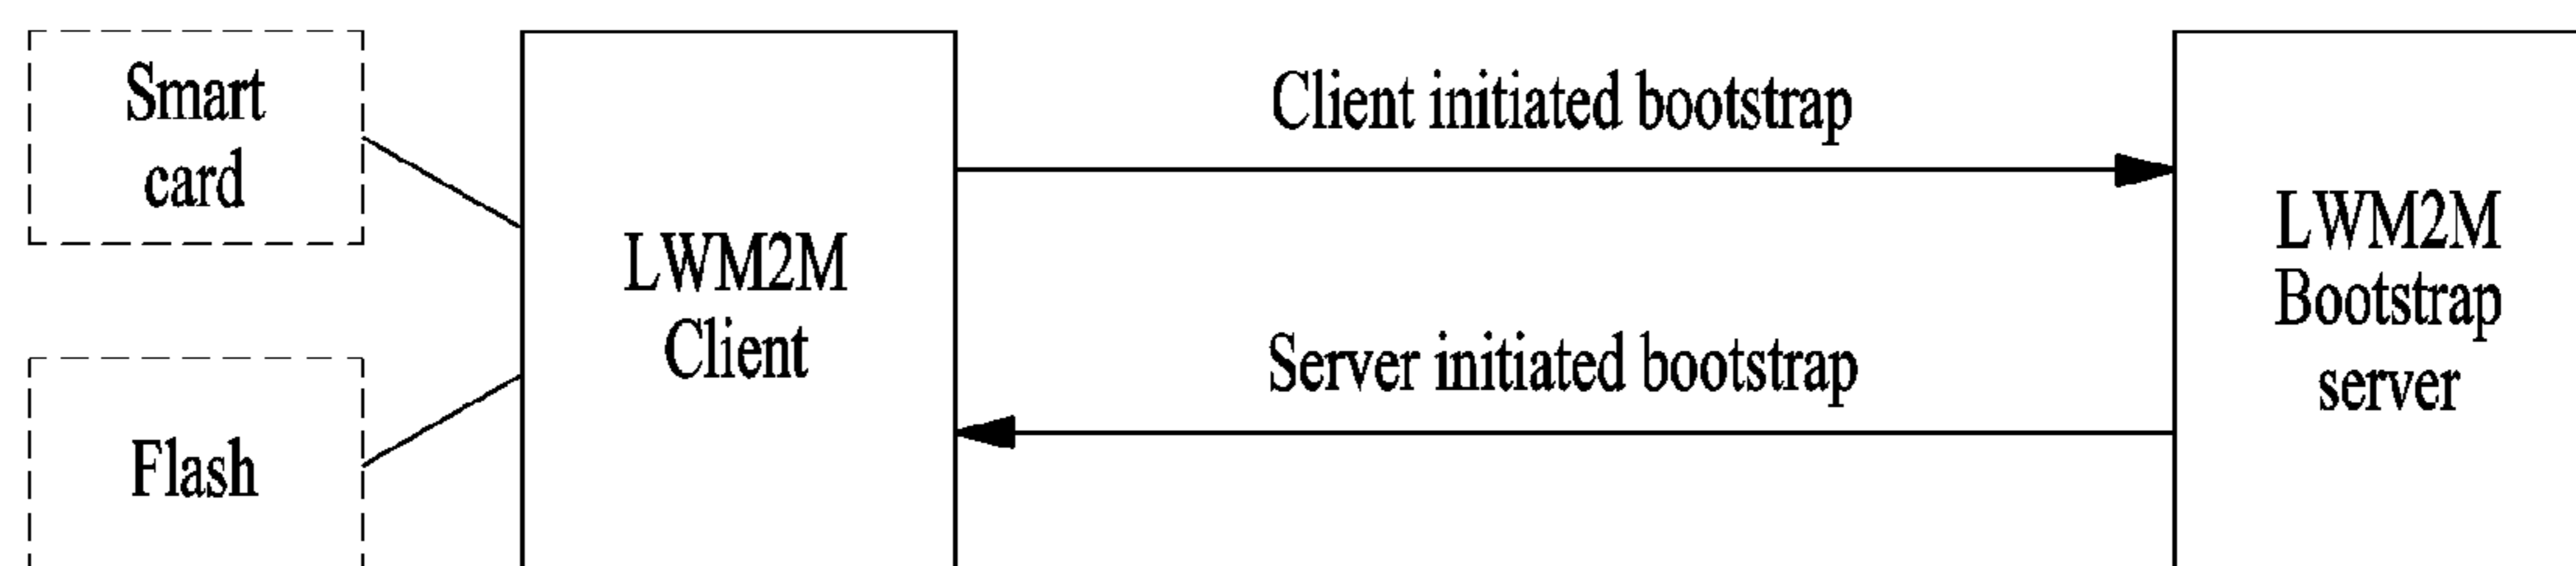 Smart
card
Flash
LWM2M
Client
Client initiated bootstrap
Server initiated bootstrap
LWM2M
Bootstrap
server